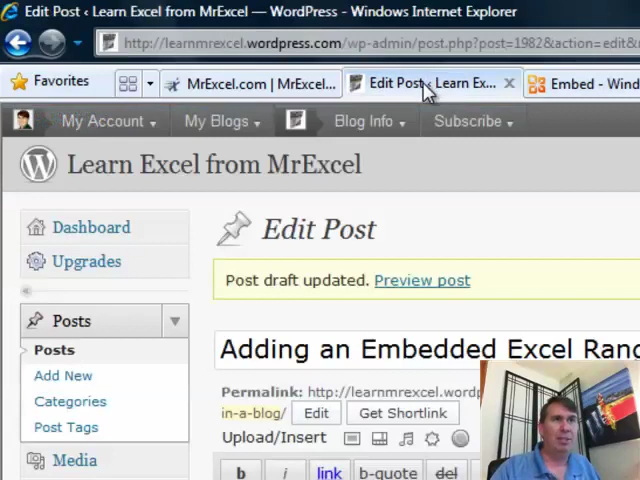 Edit Post ‹ Learn Excel from MrExcel — WordPress - Windows Internet Explorer
http://learnmrexcel.wordpress.com/wp-admin/post.php?post=1982&action=edit&
Favorites
MrExcel.com | MrExcel...
Edit Post ‹ Learn Ex...
Embed - Wind
My Account
My Blogs
Blog Info
Subscribe
Learn Excel from MrExcel
Dashboard
Edit Post
Upgrades
Post draft updated. Preview post
Posts
Posts
Adding an Embedded Excel Rang
Add New
Permalink: http://learnmrexcel.wordp
Categories
in-a-blog/ Edit Get Shortlink
Post Tags
Upload/Insert
Media
b i link b-quote del